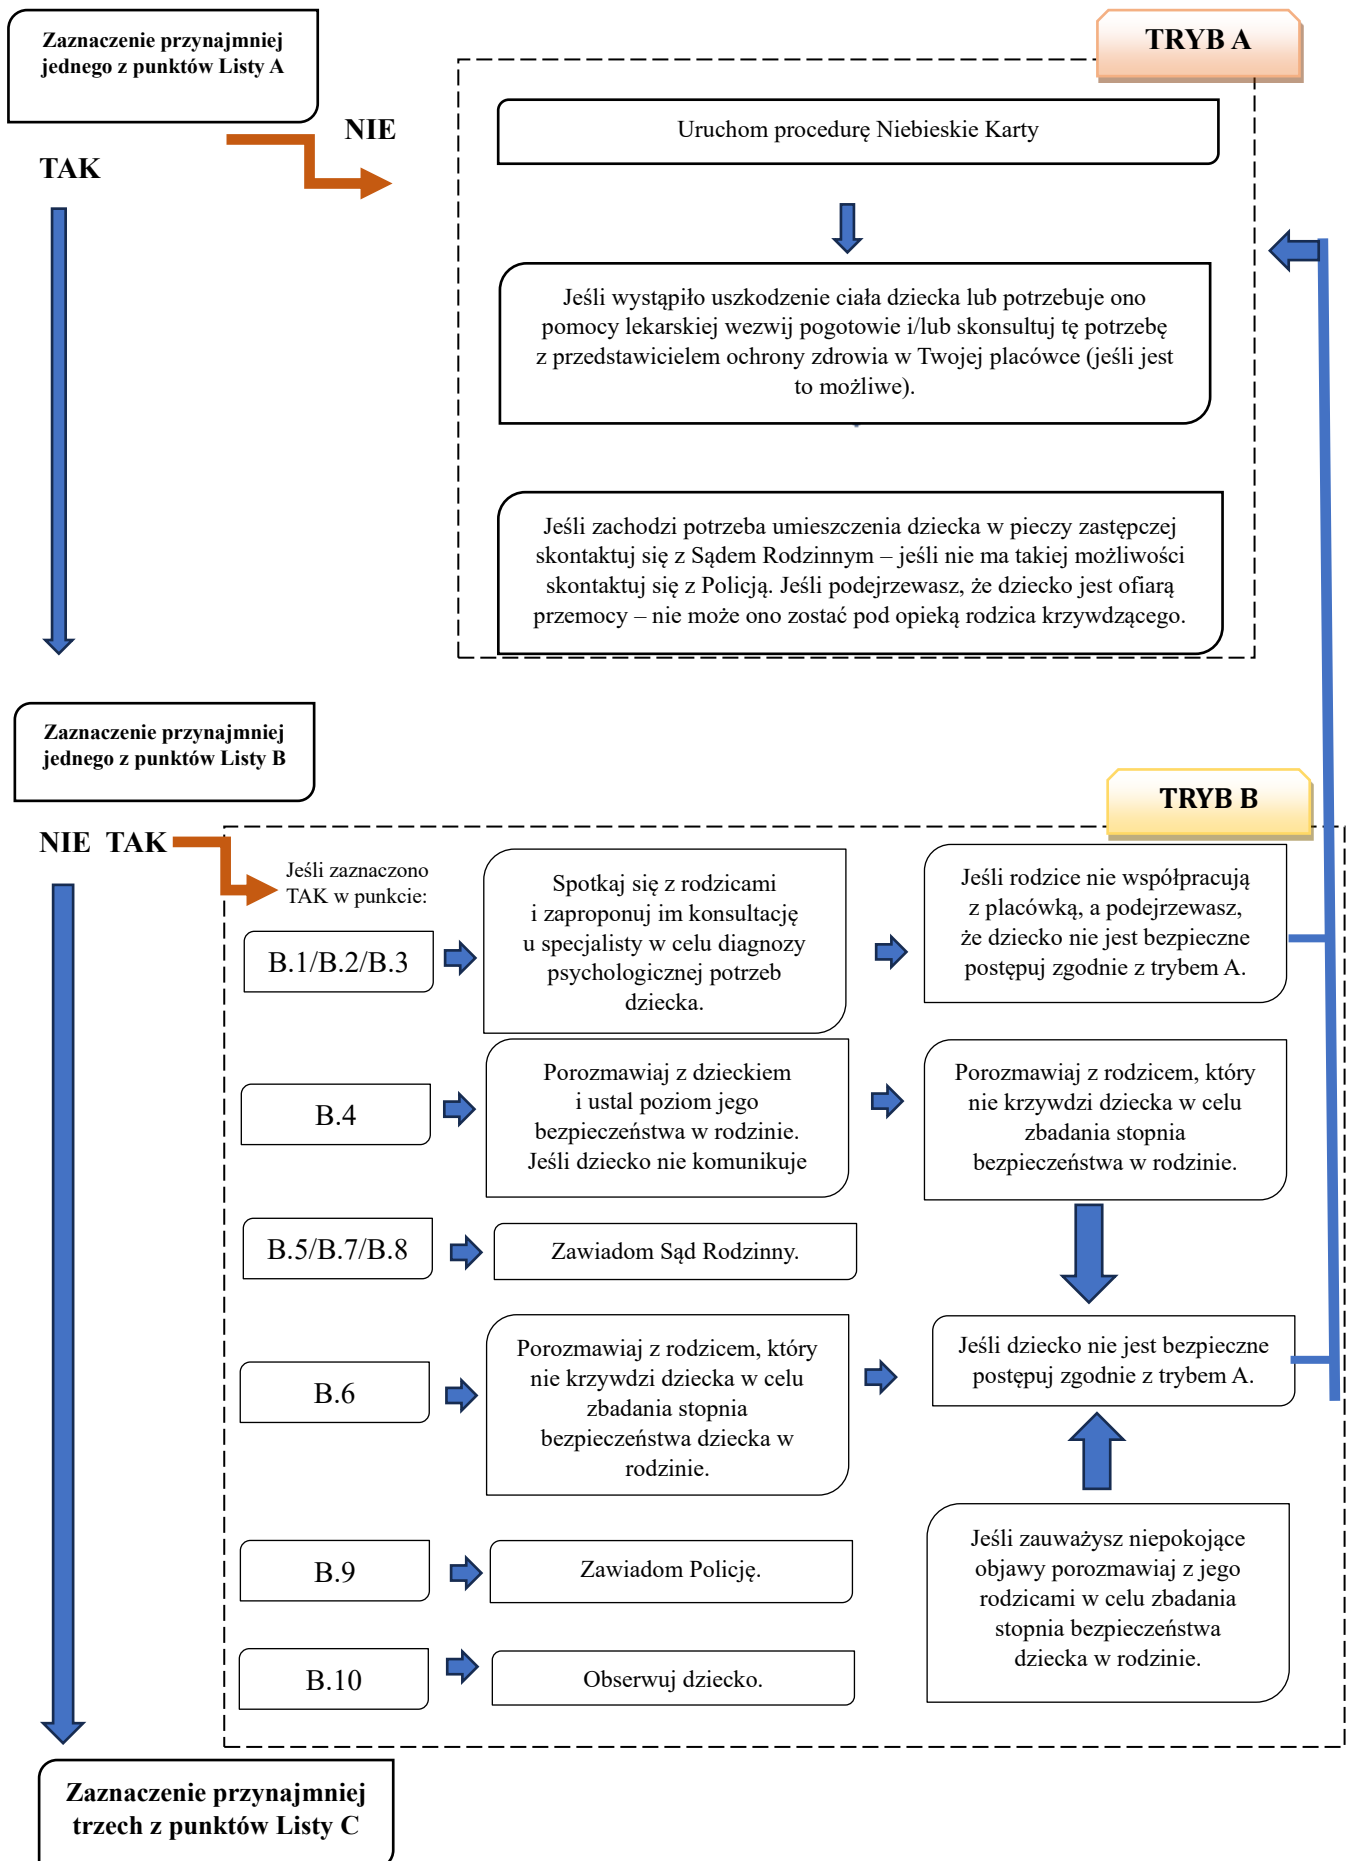 Zaznaczenie przynajmniej
jednego z punktów Listy A
TRYB A
NIE
TAK
Uruchom procedurę Niebieskie Karty
Jeśli wystąpiło uszkodzenie ciała dziecka lub potrzebuje ono
pomocy lekarskiej wezwij pogotowie i/lub skonsultuj tę potrzebę
z przedstawicielem ochrony zdrowia w Twojej placówce (jeśli jest
to możliwe).
Jeśli zachodzi potrzeba umieszczenia dziecka w pieczy zastępczej
skontaktuj się z Sądem Rodzinnym – jeśli nie ma takiej możliwości
skontaktuj się z Policją. Jeśli podejrzewasz, że dziecko jest ofiarą
przemocy – nie może ono zostać pod opieką rodzica krzywdzącego.
Zaznaczenie przynajmniej
jednego z punktów Listy B
TRYB B
NIE TAK
Jeśli zaznaczono
TAK w punkcie:
B.1/B.2/B.3
Spotkaj się z rodzicami
i zaproponuj im konsultację
u specjalisty w celu diagnozy
psychologicznej potrzeb
dziecka.
Jeśli rodzice nie współpracują
z placówką, a podejrzewasz,
że dziecko nie jest bezpieczne
postępuj zgodnie z trybem A.
B.4
Porozmawiaj z dzieckiem
i ustal poziom jego
bezpieczeństwa w rodzinie.
Jeśli dziecko nie komunikuje
Porozmawiaj z rodzicem, który
nie krzywdzi dziecka w celu
zbadania stopnia
bezpieczeństwa w rodzinie.
B.5/B.7/B.8
Zawiadom Sąd Rodzinny.
B.6
Porozmawiaj z rodzicem, który
nie krzywdzi dziecka w celu
zbadania stopnia
bezpieczeństwa dziecka w
rodzinie.
Jeśli dziecko nie jest bezpieczne
postępuj zgodnie z trybem A.
B.9
Zawiadom Policję.
Jeśli zauważysz niepokojące
objawy porozmawiaj z jego
rodzicami w celu zbadania
stopnia bezpieczeństwa
dziecka w rodzinie.
B.10
Obserwuj dziecko.
Zaznaczenie przynajmniej
trzech z punktów Listy C